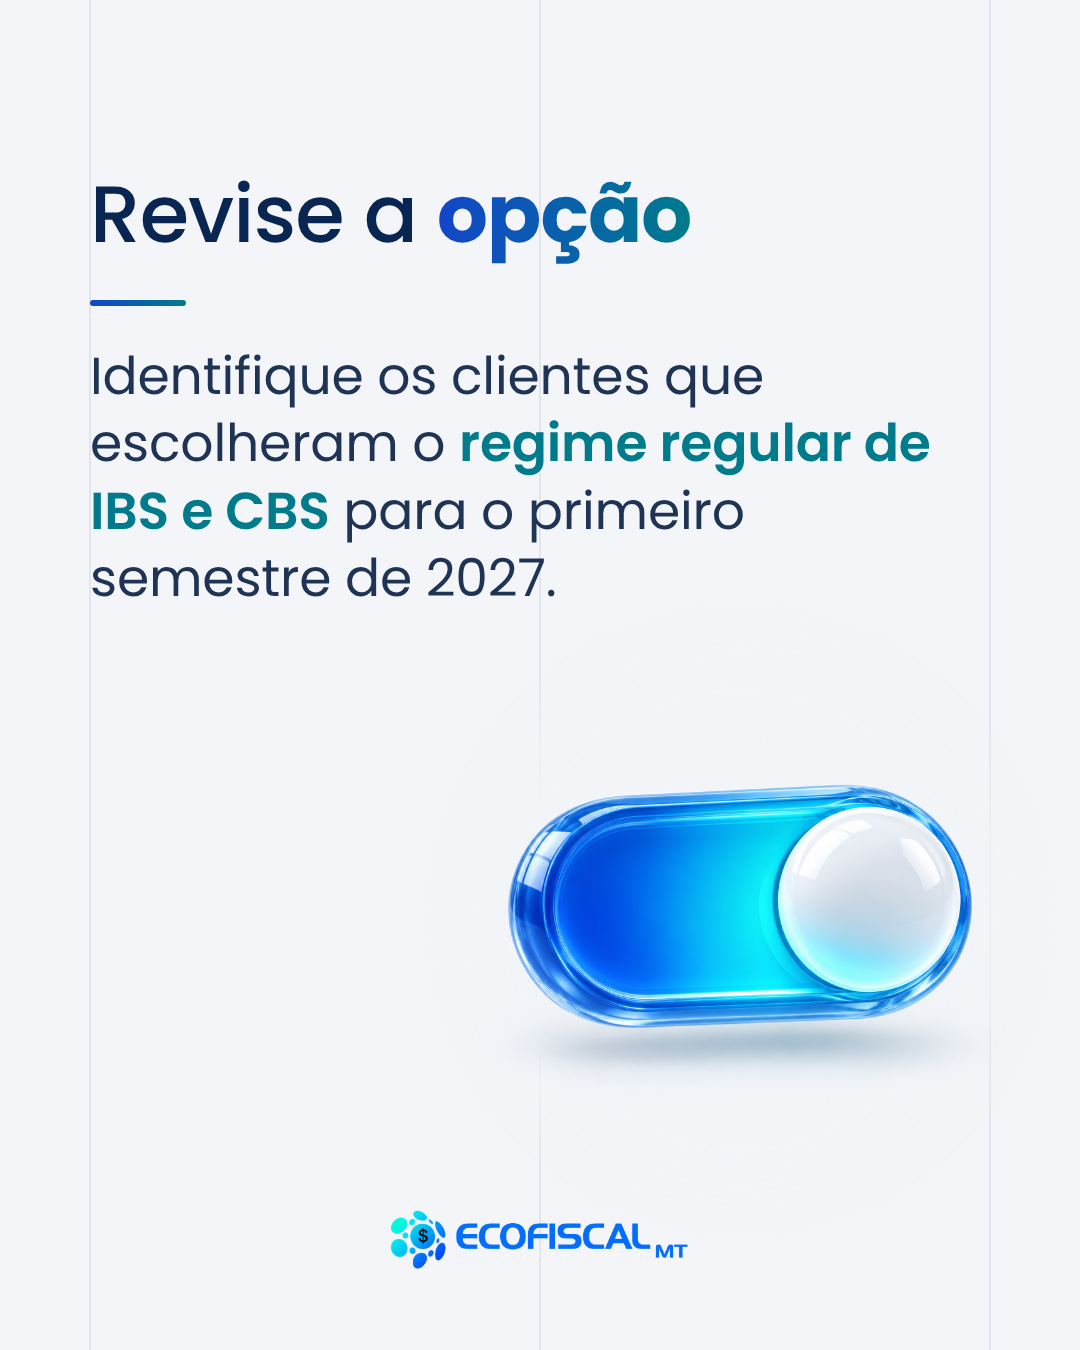 Revise a opção
Identifique os clientes que
escolheram o regime regular de
IBS e CBS para o primeiro
semestre de 2027.
$
ECOFISCAL MT